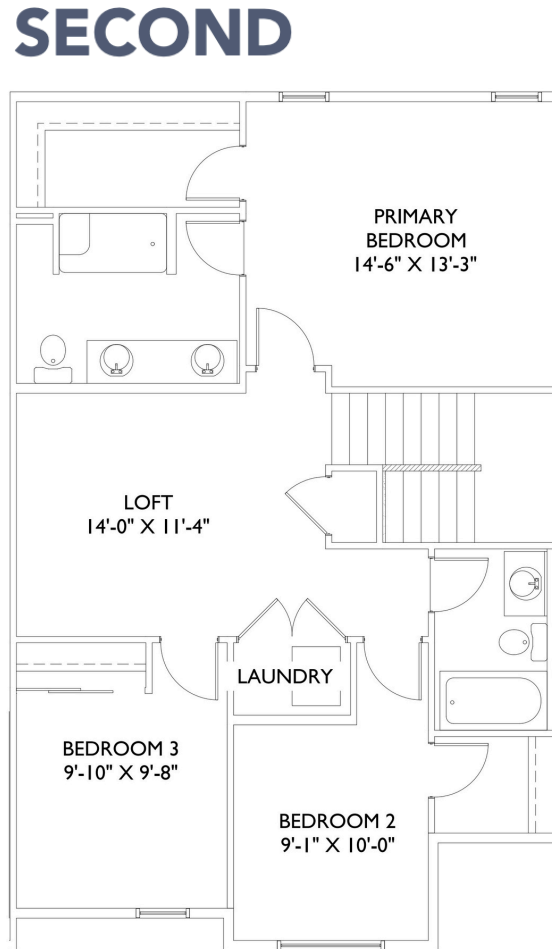 SECOND
PRIMARY
BEDROOM
14'-6" X 13'-3"
LOFT
14'-0" X 11'-4"
LAUNDRY
BEDROOM 3
9'-10" X 9'-8"
BEDROOM 2
9'-1" X 10'-0"